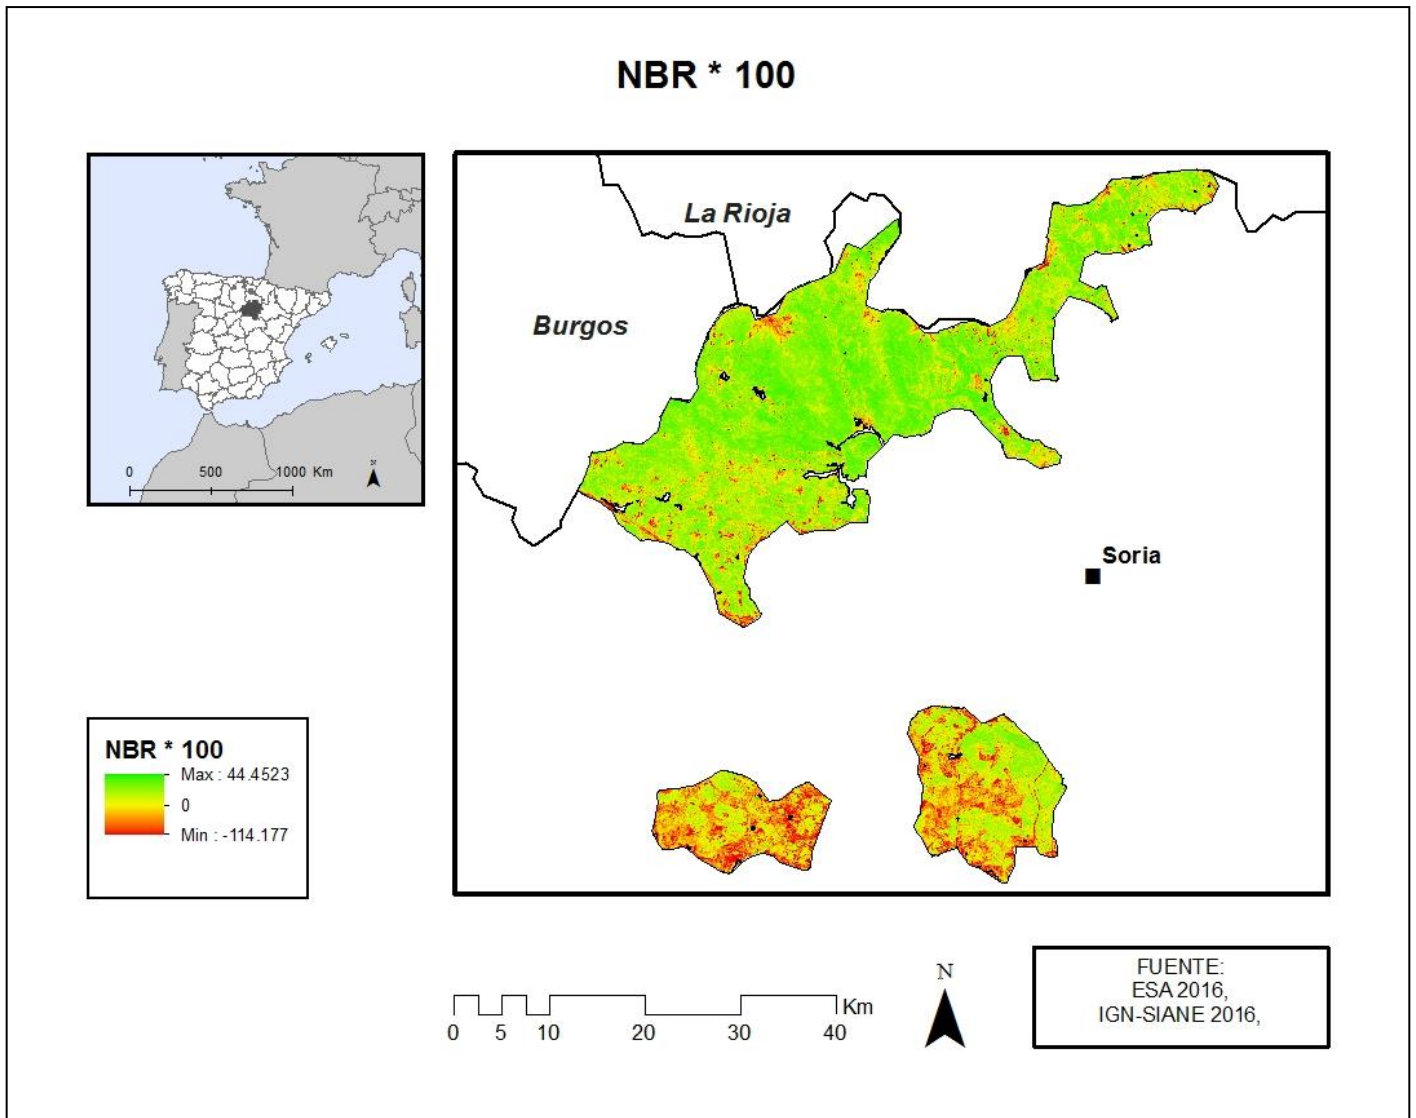 NBR * 100
La Rioja
Burgos
Soria
0 500 1000 Km
NBR * 100
Max : 44.4523
0
Min : -114.177
0 5 10 20 30 40 Km
N
FUENTE:
ESA 2016,
IGN-SIANE 2016,